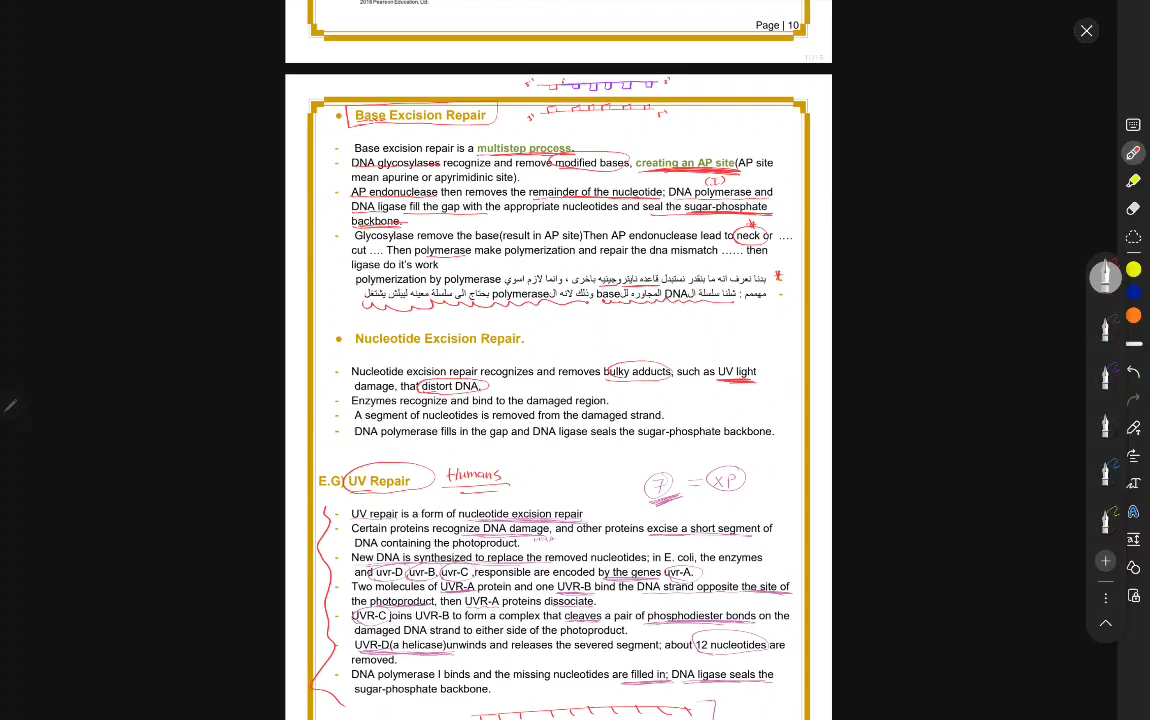 2016 Pearson Education, Ltd.
Page | 10
5'
3'
3'
5'
● Base Excision Repair
- Base excision repair is a multistep process.
- DNA glycosylases recognize and remove modified bases, creating an AP site(AP site
mean apurine or apyrimidinic site).
(I)
- AP endonuclease then removes the remainder of the nucleotide; DNA polymerase and
DNA ligase fill the gap with the appropriate nucleotides and seal the sugar-phosphate
backbone.
- Glycosylase remove the base(result in AP site)Then AP endonuclease lead to neck or ....
cut .... Then polymerase make polymerization and repair the dna mismatch ...... then
ligase do it's work
بدنا نعرف انه ما بنقدر نستبدل قاعده نايتروجينيه باخرى ، وانما لازم اسوي polymerization by polymerase
- مهمممم : شلنا سلسلة الDNA المجاوره للbase وذلك لانه الpolymerase بحتاج الى سلسلة معينه ليبلش يشتغل
● Nucleotide Excision Repair.
- Nucleotide excision repair recognizes and removes bulky adducts, such as UV light
damage, that distort DNA.
- Enzymes recognize and bind to the damaged region.
- A segment of nucleotides is removed from the damaged strand.
- DNA polymerase fills in the gap and DNA ligase seals the sugar-phosphate backbone.
E.G) UV Repair
Humans
7 = XP
- UV repair is a form of nucleotide excision repair
- Certain proteins recognize DNA damage, and other proteins excise a short segment of
DNA containing the photoproduct.
- New DNA is synthesized to replace the removed nucleotides; in E. coli, the enzymes
and uvr-D, uvr-B, uvr-C ,responsible are encoded by the genes uvr-A.
- Two molecules of UVR-A protein and one UVR-B bind the DNA strand opposite the site of
the photoproduct, then UVR-A proteins dissociate.
- UVR-C joins UVR-B to form a complex that cleaves a pair of phosphodiester bonds on the
damaged DNA strand to either side of the photoproduct.
- UVR-D(a helicase)unwinds and releases the severed segment; about 12 nucleotides are
removed.
- DNA polymerase I binds and the missing nucleotides are filled in; DNA ligase seals the
sugar-phosphate backbone.